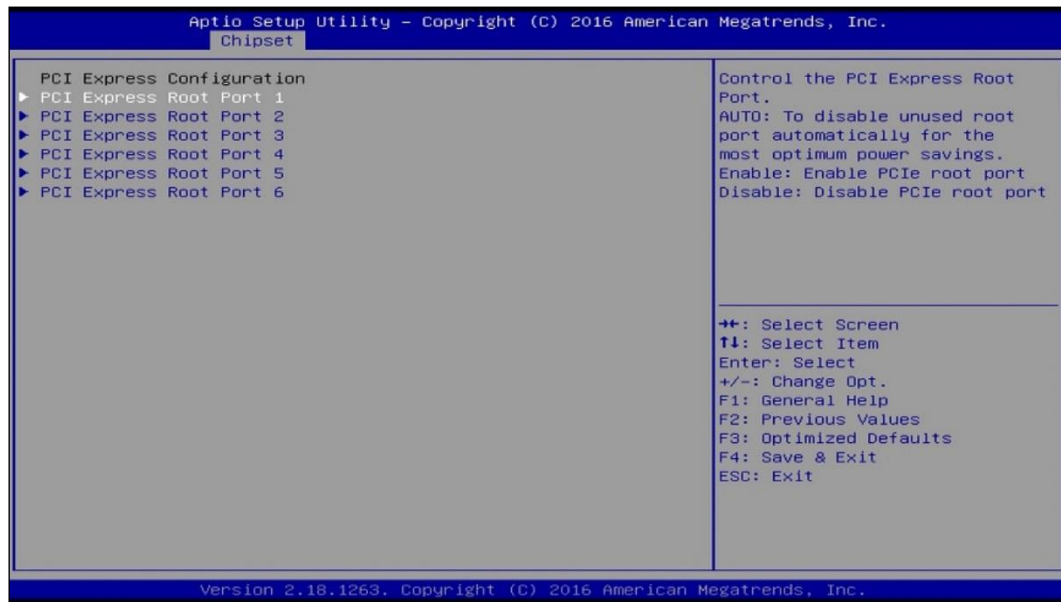 Aptio Setup Utility – Copyright (C) 2016 American Megatrends, Inc.
Chipset
PCI Express Configuration
▶ PCI Express Root Port 1
▶ PCI Express Root Port 2
▶ PCI Express Root Port 3
▶ PCI Express Root Port 4
▶ PCI Express Root Port 5
▶ PCI Express Root Port 6
Control the PCI Express Root
Port.
AUTO: To disable unused root
port automatically for the
most optimum power savings.
Enable: Enable PCIe root port
Disable: Disable PCIe root port
→←: Select Screen
↑↓: Select Item
Enter: Select
+/-: Change Opt.
F1: General Help
F2: Previous Values
F3: Optimized Defaults
F4: Save & Exit
ESC: Exit
Version 2.18.1263. Copyright (C) 2016 American Megatrends, Inc.